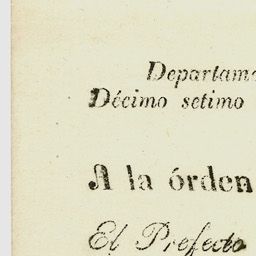 Departame
Décimo setimo
A la órden
El Prefecto